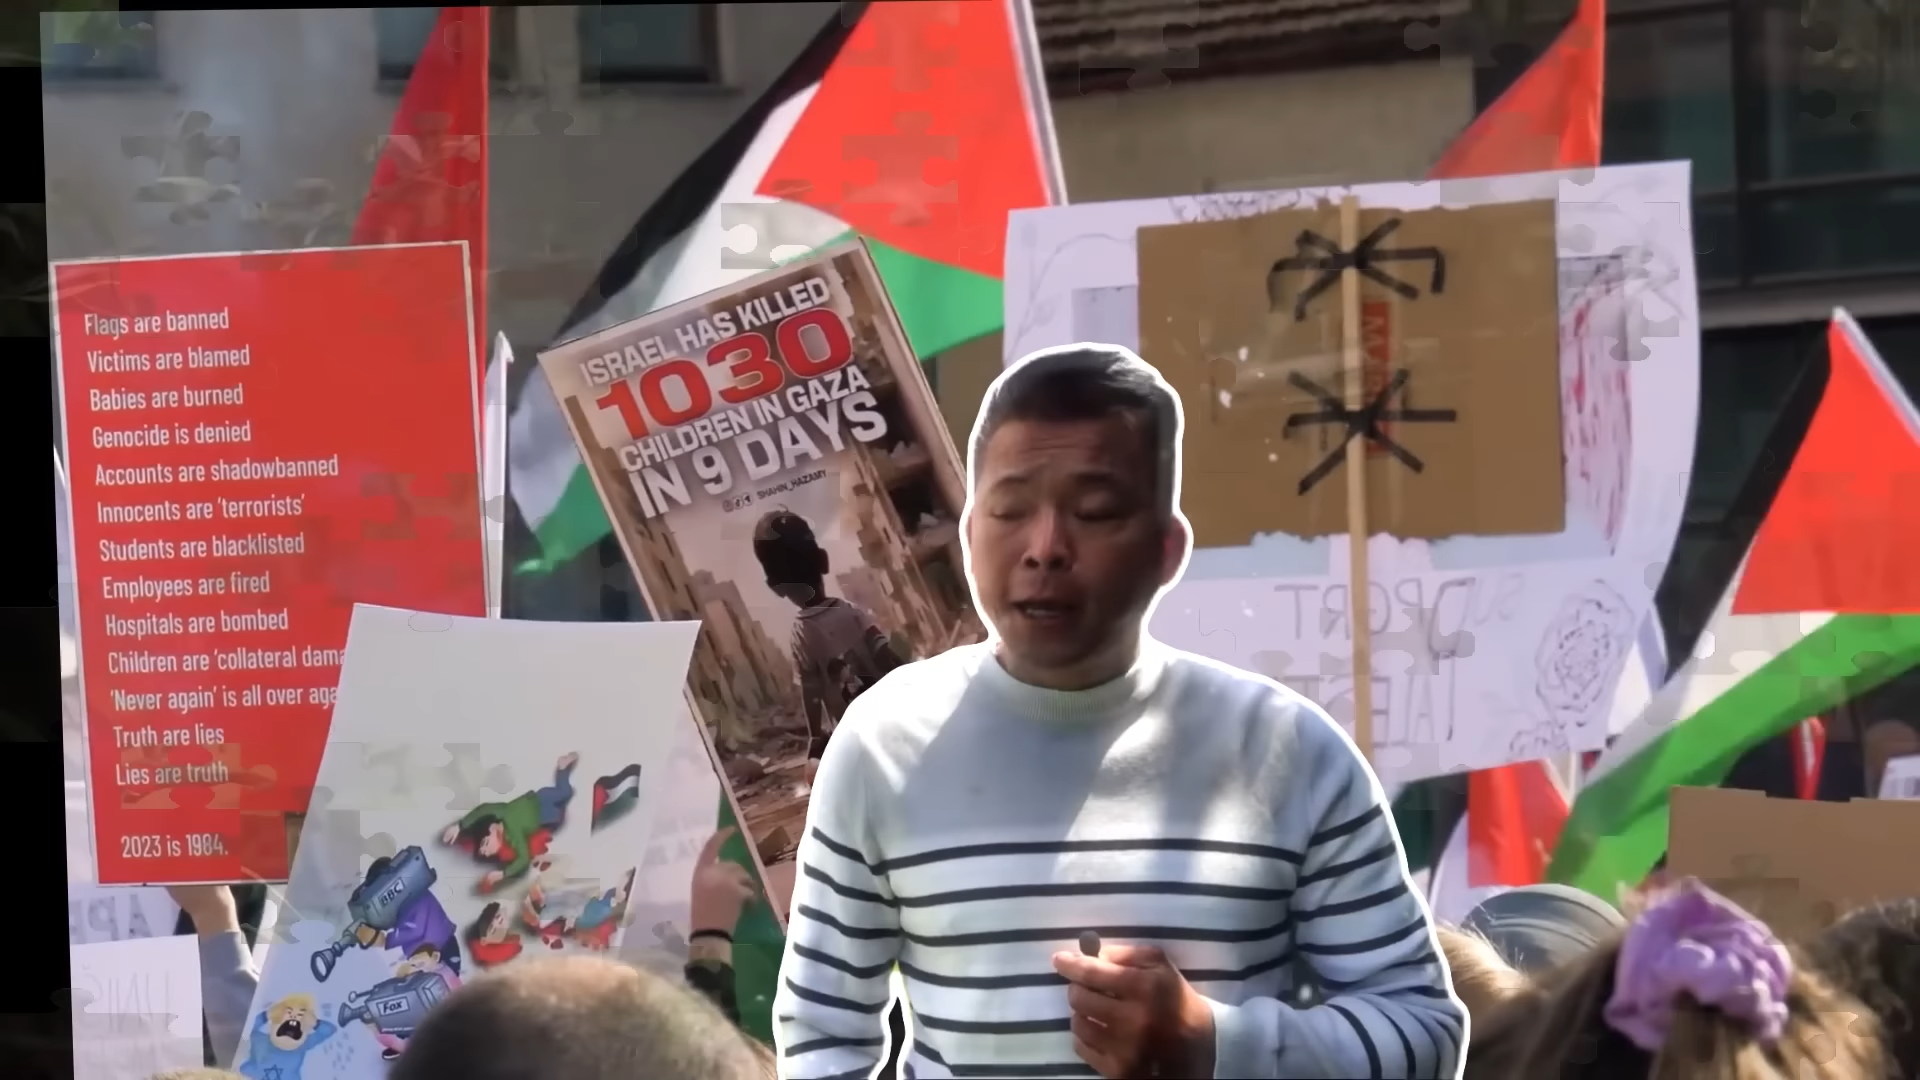 Flags are banned
Victims are blamed
Babies are burned
Genocide is denied
Accounts are shadowbanned
Innocents are 'terrorists'
Students are blacklisted
Employees are fired
Hospitals are bombed
Children are 'collateral dama
'Never again' is all over aga
Truth are lies
Lies are truth
2023 is 1984.
ISRAEL HAS KILLED
1030
CHILDREN IN GAZA
IN 9 DAYS
SHAHIN_HAZAMY
BBC
Fox